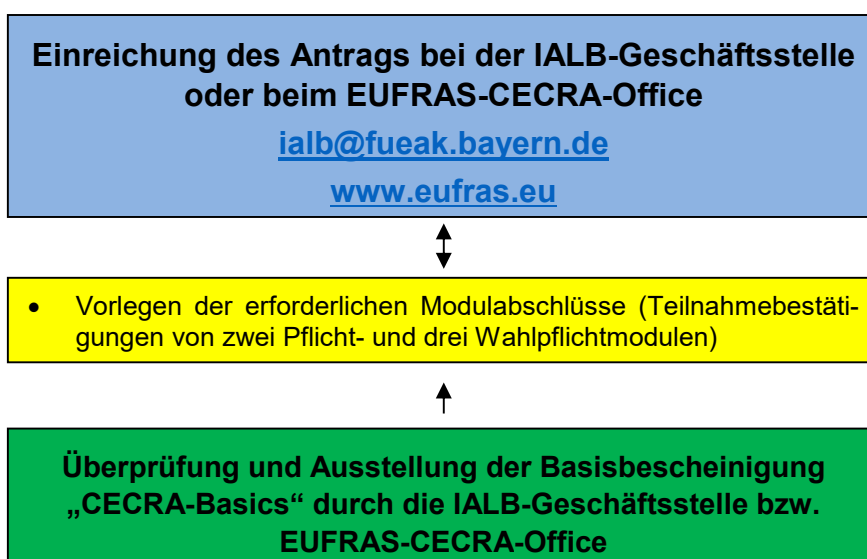 Einreichung des Antrags bei der IALB-Geschäftsstelle
oder beim EUFRAS-CECRA-Office
ialb@fueak.bayern.de
www.eufras.eu
• Vorlegen der erforderlichen Modulabschlüsse (Teilnahmebestäti-
gungen von zwei Pflicht- und drei Wahlpflichtmodulen)
Überprüfung und Ausstellung der Basisbescheinigung
„CECRA-Basics“ durch die IALB-Geschäftsstelle bzw.
EUFRAS-CECRA-Office